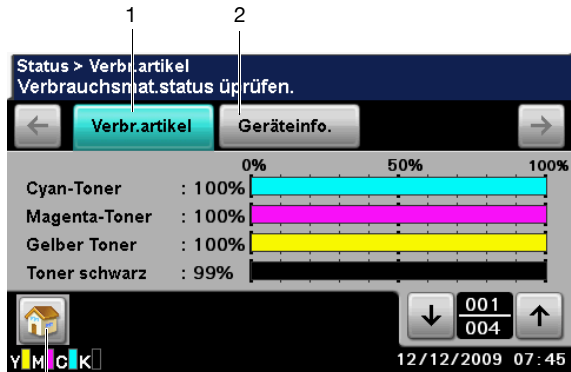 1 2
Status > Verbr.artikel
Verbrauchsmat.status üprüfen.
Verbr.artikel Geräteinfo.
0% 50% 100%
Cyan-Toner : 100%
Magenta-Toner : 100%
Gelber Toner : 100%
Toner schwarz : 99%
001
004
Y M C K 12/12/2009 07:45